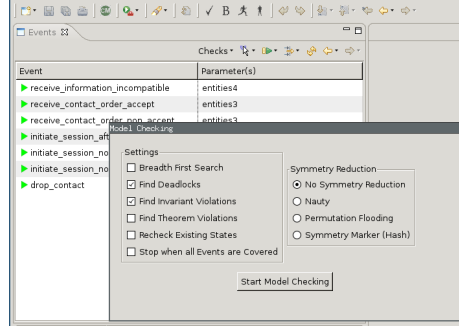 Events
Checks
Event Parameter(s)
receive_information_incompatible entities4
receive_contact_order_accept entities3
receive_contact_order_non_accept entities3
Model Checking
initiate_session_aft
initiate_session_no
initiate_session_no
drop_contact
Settings
Breadth First Search
Find Deadlocks
Find Invariant Violations
Find Theorem Violations
Recheck Existing States
Stop when all Events are Covered
Symmetry Reduction
No Symmetry Reduction
Nauty
Permutation Flooding
Symmetry Marker (Hash)
Start Model Checking